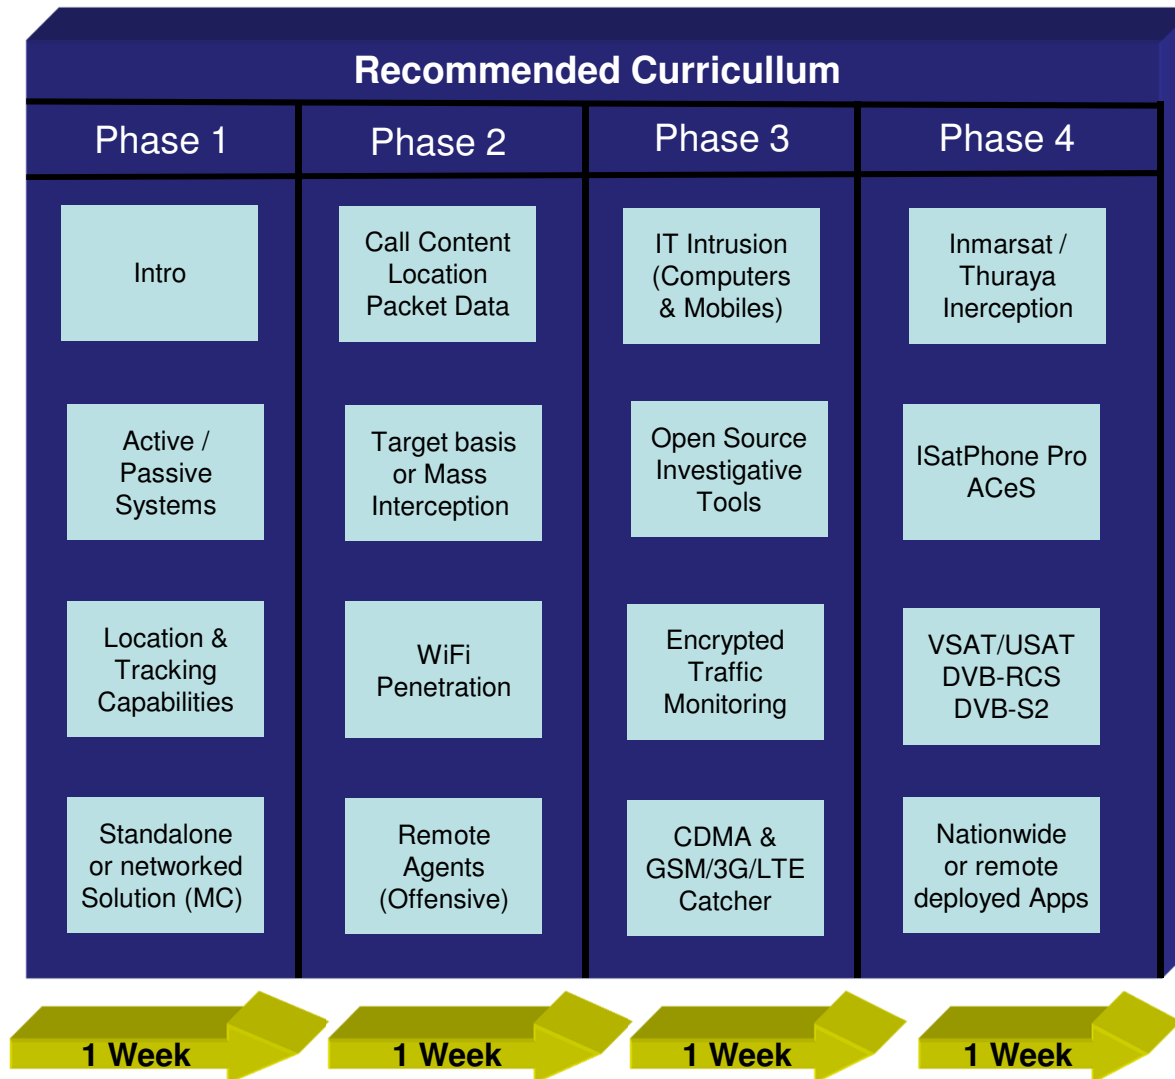 Recommended Curricullum
Phase 1
Phase 2
Phase 3
Phase 4
Intro
Call Content
Location
Packet Data
IT Intrusion
(Computers
& Mobiles)
Inmarsat /
Thuraya
Inerception
Active /
Passive
Systems
Target basis
or Mass
Interception
Open Source
Investigative
Tools
ISatPhone Pro
ACeS
Location &
Tracking
Capabilities
WiFi
Penetration
Encrypted
Traffic
Monitoring
VSAT/USAT
DVB-RCS
DVB-S2
Standalone
or networked
Solution (MC)
Remote
Agents
(Offensive)
CDMA &
GSM/3G/LTE
Catcher
Nationwide
or remote
deployed Apps
1 Week
1 Week
1 Week
1 Week